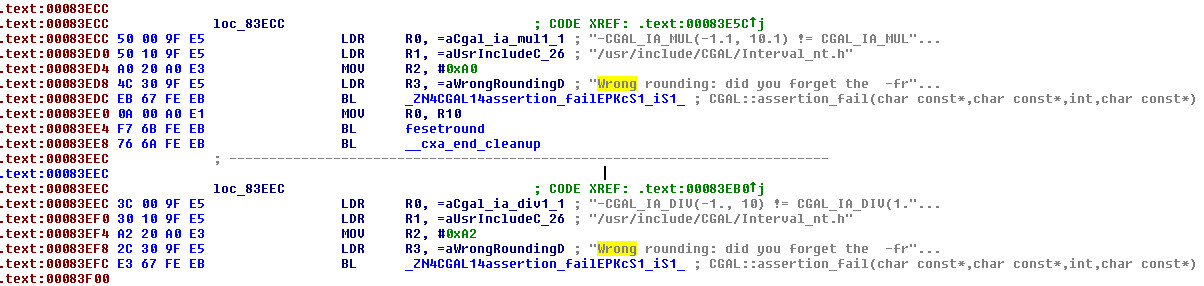 .text:00083ECC
.text:00083ECC loc_83ECC ; CODE XREF: .text:00083E5C↑j
.text:00083ECC 50 00 9F E5 LDR R0, =aCgal_ia_mul1_1 ; "-CGAL_IA_MUL(-1.1, 10.1) != CGAL_IA_MUL"...
.text:00083ED0 50 10 9F E5 LDR R1, =aUsrIncludeC_26 ; "/usr/include/CGAL/Interval_nt.h"
.text:00083ED4 A0 20 A0 E3 MOV R2, #0xA0
.text:00083ED8 4C 30 9F E5 LDR R3, =aWrongRoundingD ; "Wrong rounding: did you forget the  -fr"...
.text:00083EDC EB 67 FE EB BL _ZN4CGAL14assertion_failEPKcS1_iS1_ ; CGAL::assertion_fail(char const*,char const*,int,char const*)
.text:00083EE0 0A 00 A0 E1 MOV R0, R10
.text:00083EE4 F7 6B FE EB BL fesetround
.text:00083EE8 76 6A FE EB BL __cxa_end_cleanup
.text:00083EEC ; ---------------------------------------------------------------------------
.text:00083EEC
.text:00083EEC loc_83EEC ; CODE XREF: .text:00083EB0↑j
.text:00083EEC 3C 00 9F E5 LDR R0, =aCgal_ia_div1_1 ; "-CGAL_IA_DIV(-1., 10) != CGAL_IA_DIV(1."...
.text:00083EF0 30 10 9F E5 LDR R1, =aUsrIncludeC_26 ; "/usr/include/CGAL/Interval_nt.h"
.text:00083EF4 A2 20 A0 E3 MOV R2, #0xA2
.text:00083EF8 2C 30 9F E5 LDR R3, =aWrongRoundingD ; "Wrong rounding: did you forget the  -fr"...
.text:00083EFC E3 67 FE EB BL _ZN4CGAL14assertion_failEPKcS1_iS1_ ; CGAL::assertion_fail(char const*,char const*,int,char const*)
.text:00083F00